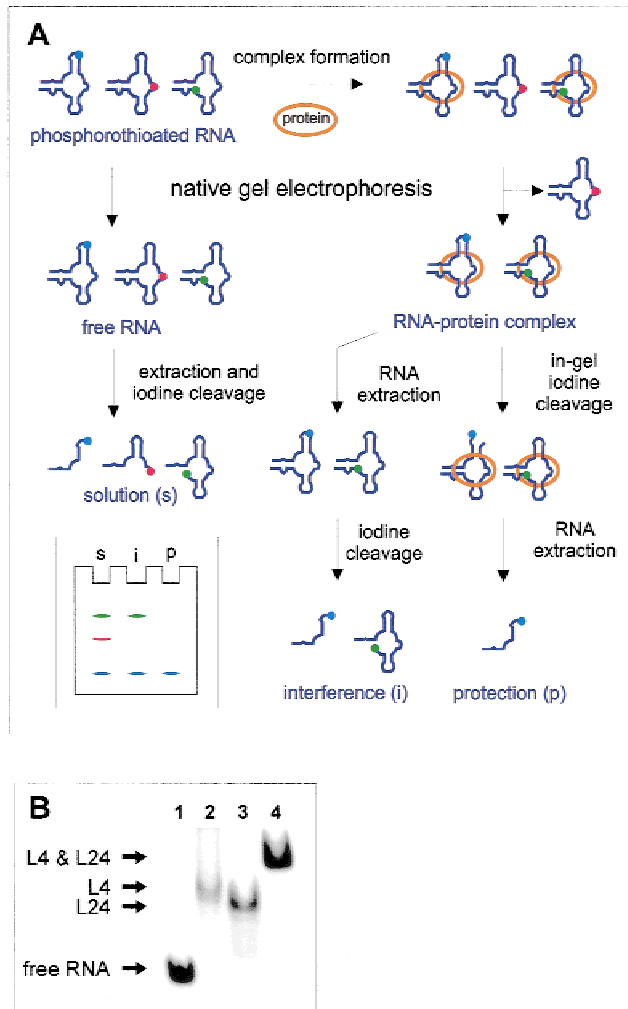 A
complex formation
protein
phosphorothioated RNA
native gel electrophoresis
free RNA
RNA-protein complex
extraction and
iodine cleavage
RNA
extraction
in-gel
iodine
cleavage
solution (s)
iodine
cleavage
RNA
extraction
s i p
interference (i)
protection (p)
B
1 2 3 4
L4 & L24
L4
L24
free RNA